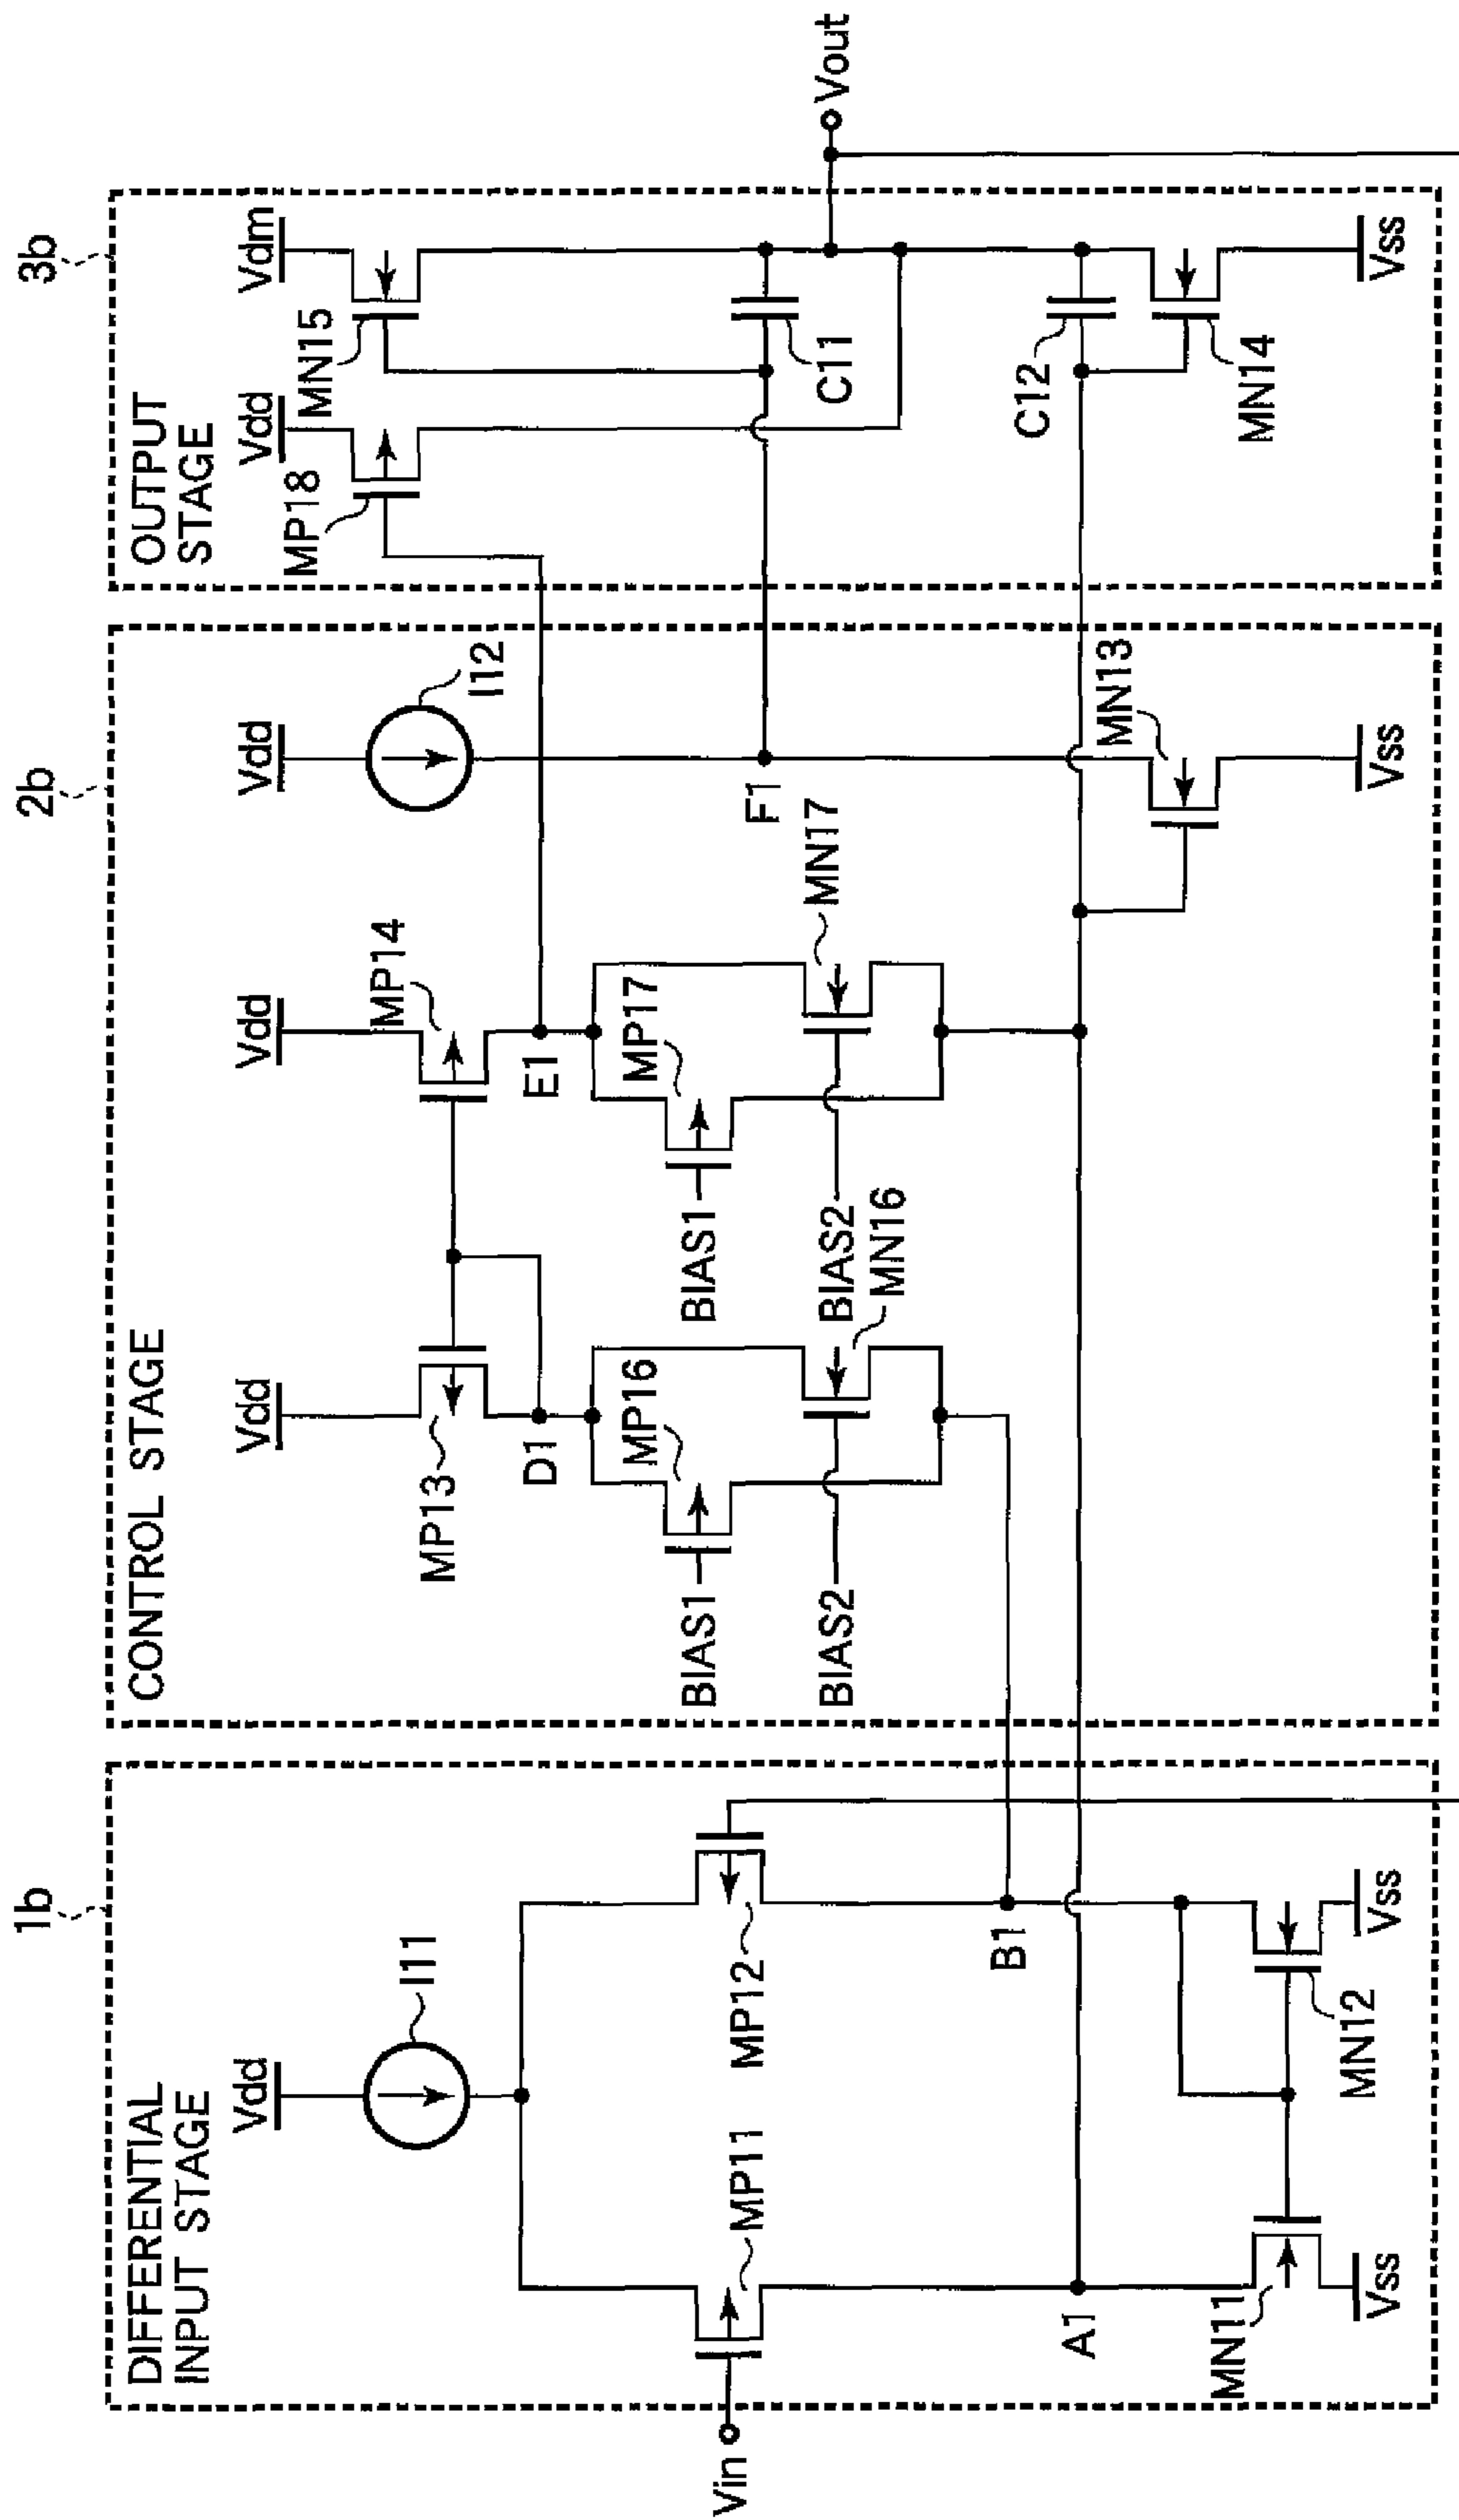 1b
2b
3b
DIFFERENTIAL
INPUT STAGE
Vdd
I11
Vin
MP11
MP12
A1
B1
MN11
MN12
Vss
Vss
CONTROL STAGE
Vdd
Vdd
Vdd
MP13
MP14
I12
D1
E1
BIAS1
MP16
BIAS1
MP17
BIAS2
MN16
BIAS2
MN17
F1
MN13
Vss
OUTPUT
STAGE
Vdd
Vdm
MP18
MN15
C11
Vout
C12
MN14
Vss